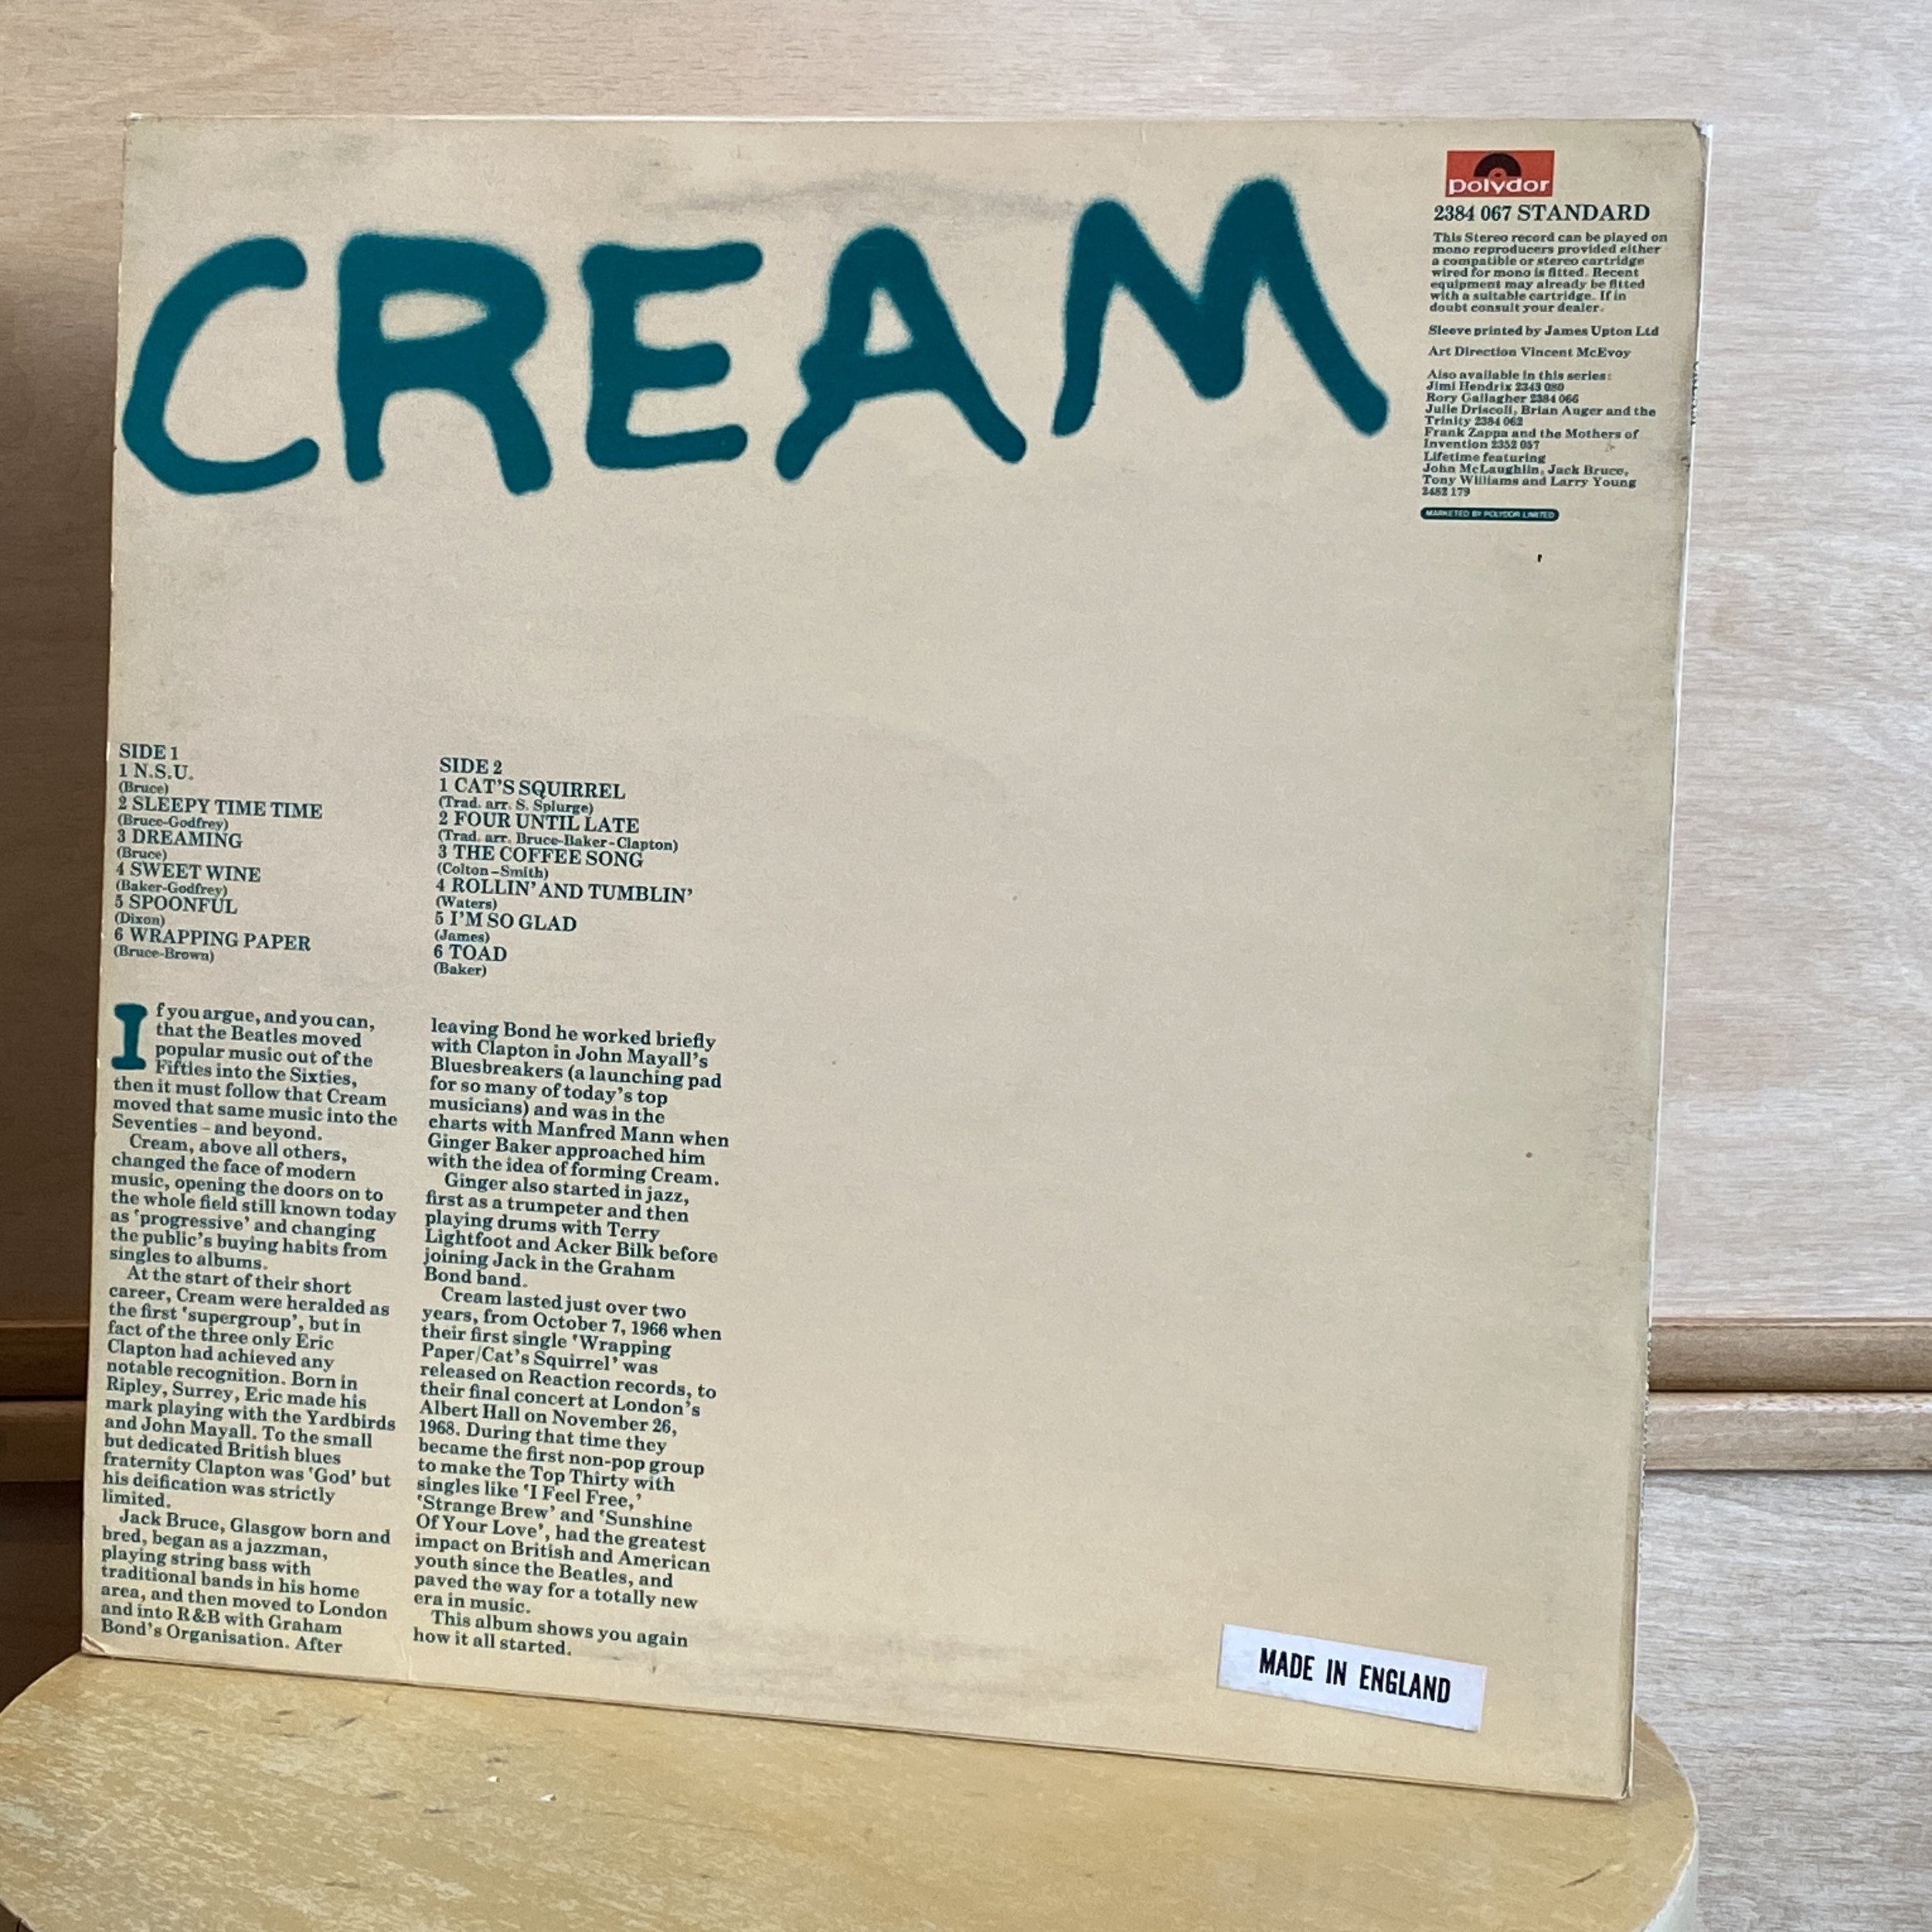 CREAM
polydor
2384 067 STANDARD
This Stereo record can be played on
mono reproducers provided either
a compatible or stereo cartridge
wired for mono is fitted. Recent
equipment may already be fitted
with a suitable cartridge. If in
doubt consult your dealer.
Sleeve printed by James Upton Ltd
Art Direction Vincent McEvoy
Also available in this series:
Jimi Hendrix 2343 080
Rory Gallagher 2384 066
Julie Driscoll, Brian Auger and the
Trinity 2384 062
Frank Zappa and the Mothers of
Invention 2352 057
Lifetime featuring
John McLaughlin, Jack Bruce,
Tony Williams and Larry Young
2482 179
MARKETED BY POLYDOR LIMITED
SIDE 1
1 N.S.U.
(Bruce)
2 SLEEPY TIME TIME
(Bruce-Godfrey)
3 DREAMING
(Bruce)
4 SWEET WINE
(Baker-Godfrey)
5 SPOONFUL
(Dixon)
6 WRAPPING PAPER
(Bruce-Brown)
SIDE 2
1 CAT'S SQUIRREL
(Trad. arr. S. Splurge)
2 FOUR UNTIL LATE
(Trad. arr. Bruce-Baker-Clapton)
3 THE COFFEE SONG
(Colton–Smith)
4 ROLLIN' AND TUMBLIN'
(Waters)
5 I'M SO GLAD
(James)
6 TOAD
(Baker)
If you argue, and you can,
that the Beatles moved
popular music out of the
Fifties into the Sixties,
then it must follow that Cream
moved that same music into the
Seventies – and beyond.
Cream, above all others,
changed the face of modern
music, opening the doors on to
the whole field still known today
as 'progressive' and changing
the public's buying habits from
singles to albums.
At the start of their short
career, Cream were heralded as
the first 'supergroup', but in
fact of the three only Eric
Clapton had achieved any
notable recognition. Born in
Ripley, Surrey, Eric made his
mark playing with the Yardbirds
and John Mayall. To the small
but dedicated British blues
fraternity Clapton was 'God' but
his deification was strictly
limited.
Jack Bruce, Glasgow born and
bred, began as a jazzman,
playing string bass with
traditional bands in his home
area, and then moved to London
and into R&B with Graham
Bond's Organisation. After
leaving Bond he worked briefly
with Clapton in John Mayall's
Bluesbreakers (a launching pad
for so many of today's top
musicians) and was in the
charts with Manfred Mann when
Ginger Baker approached him
with the idea of forming Cream.
Ginger also started in jazz,
first as a trumpeter and then
playing drums with Terry
Lightfoot and Acker Bilk before
joining Jack in the Graham
Bond band.
Cream lasted just over two
years, from October 7, 1966 when
their first single 'Wrapping
Paper/Cat's Squirrel' was
released on Reaction records, to
their final concert at London's
Albert Hall on November 26,
1968. During that time they
became the first non-pop group
to make the Top Thirty with
singles like 'I Feel Free,'
'Strange Brew' and 'Sunshine
Of Your Love', had the greatest
impact on British and American
youth since the Beatles, and
paved the way for a totally new
era in music.
This album shows you again
how it all started.
MADE IN ENGLAND